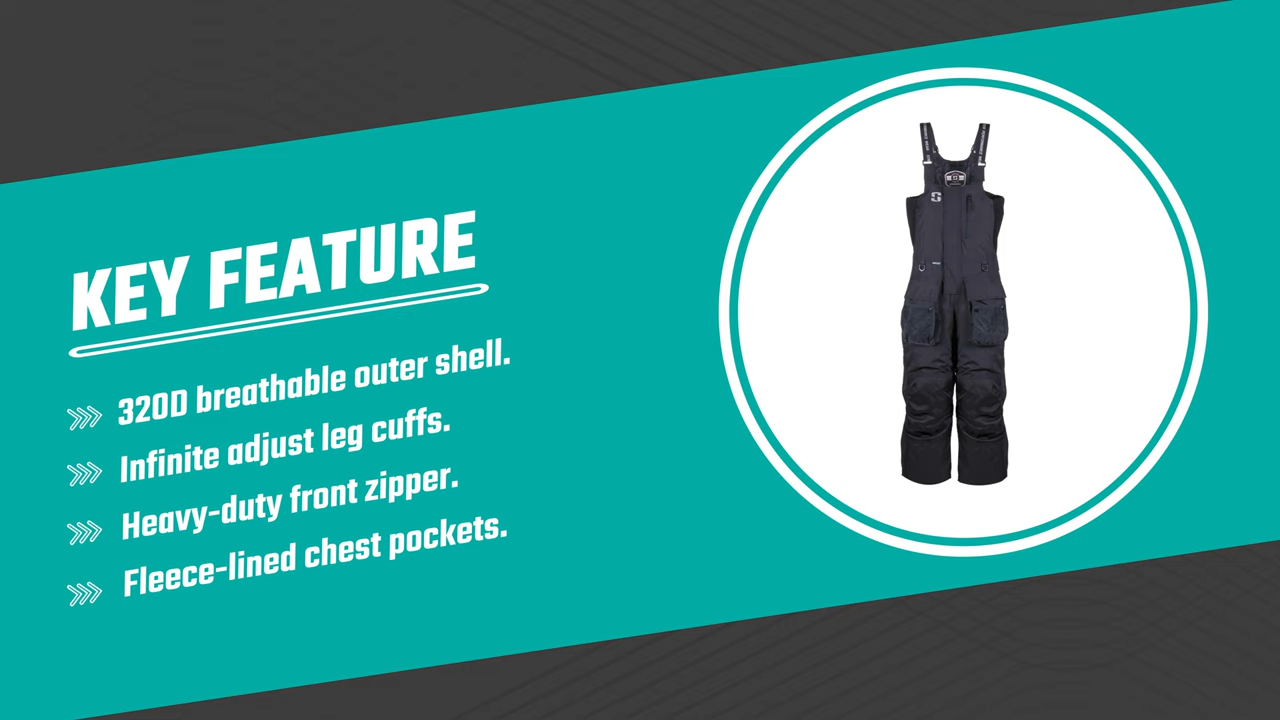 KEY FEATURE
320D breathable outer shell.
Infinite adjust leg cuffs.
Heavy-duty front zipper.
Fleece-lined chest pockets.